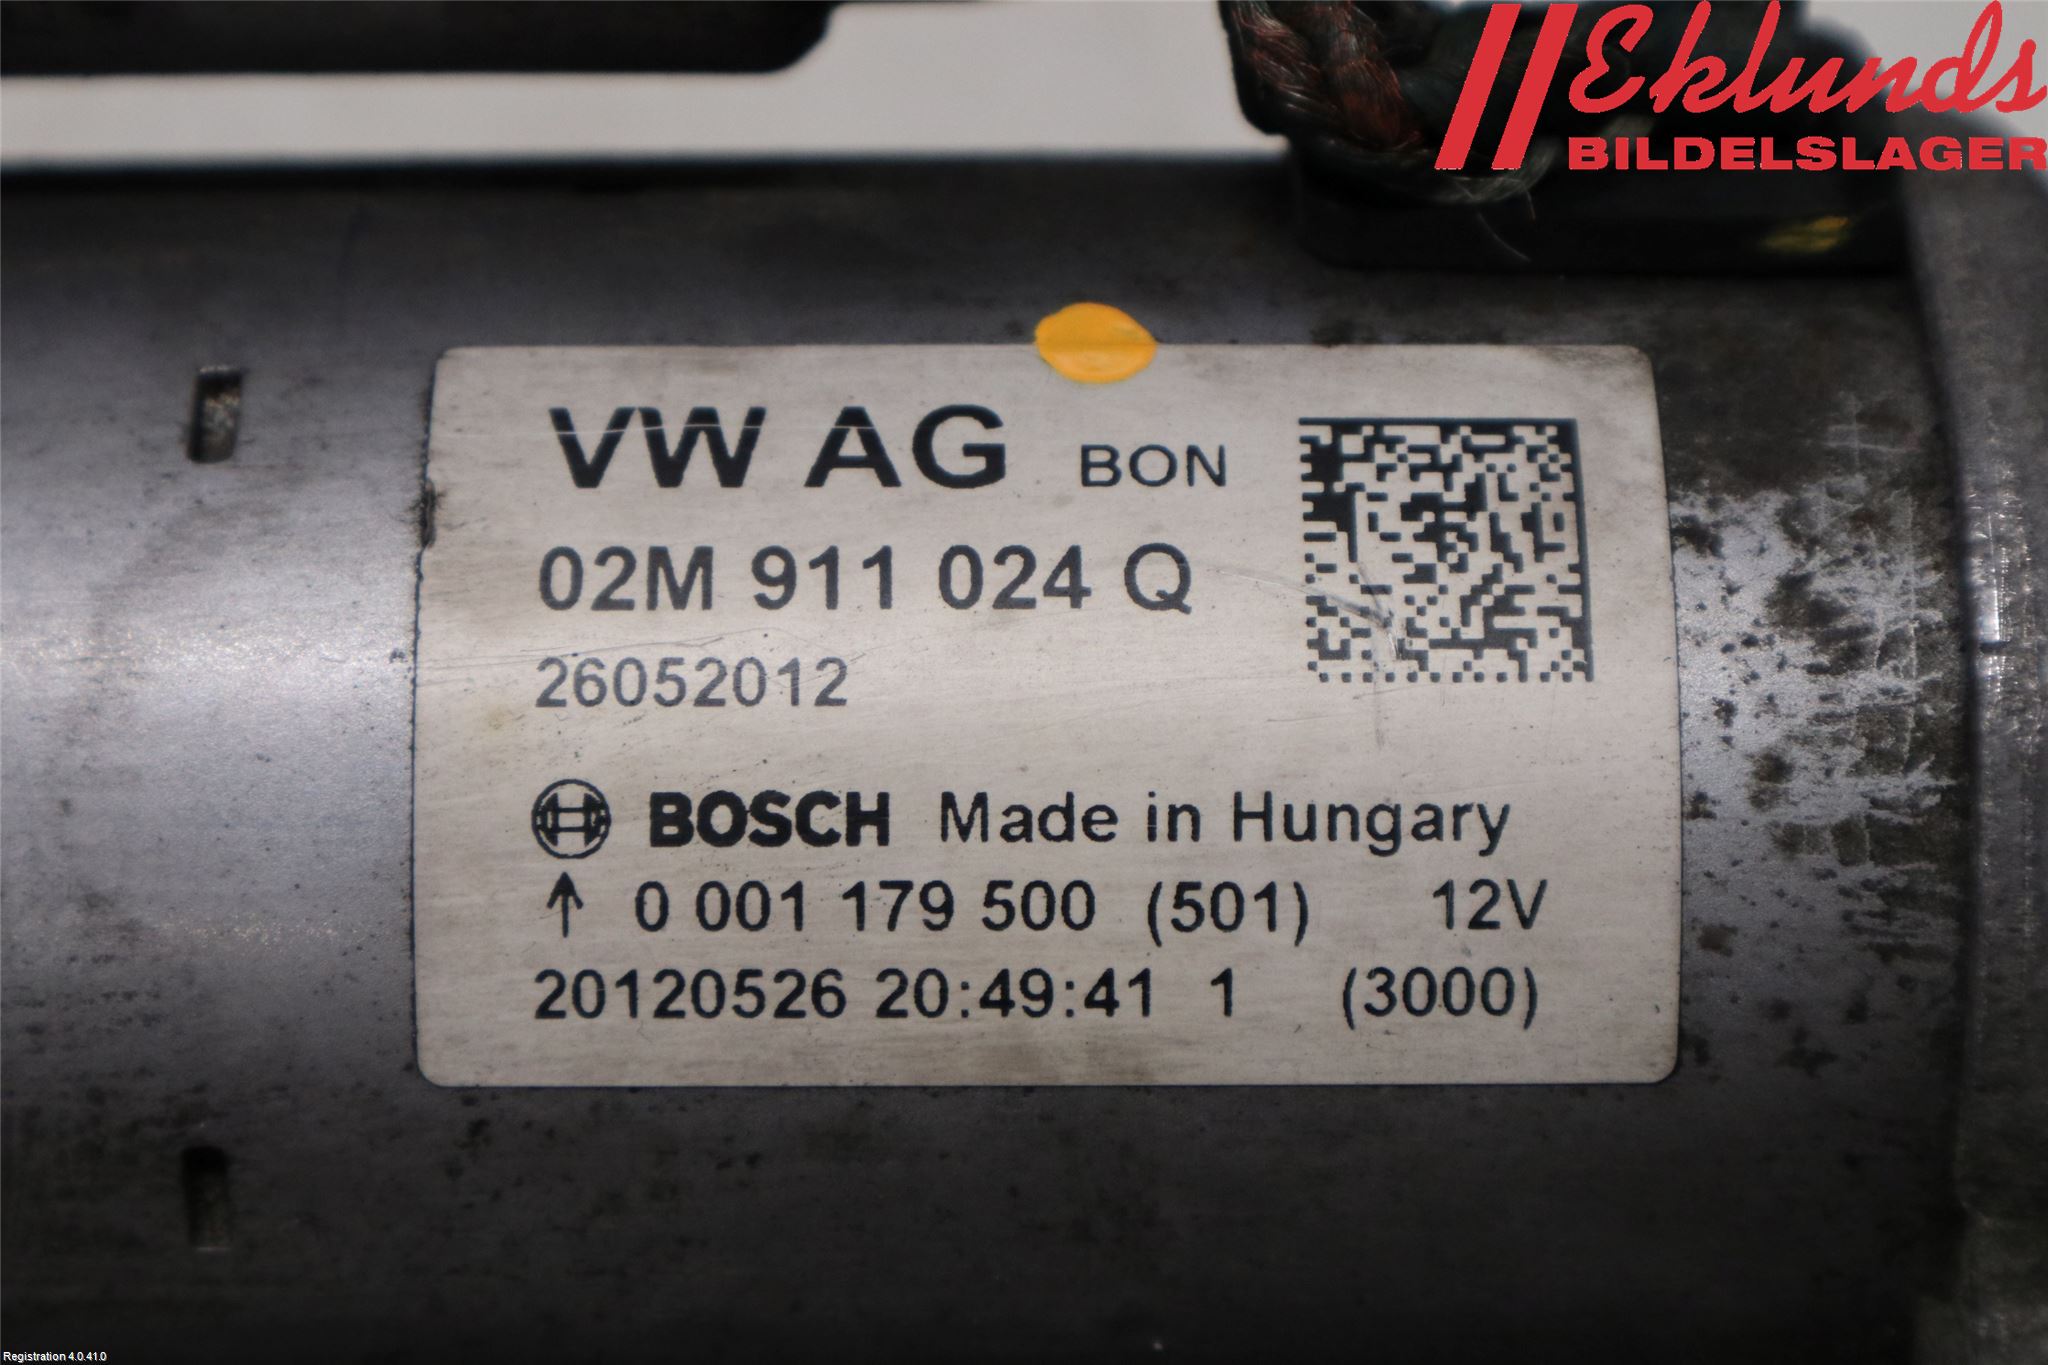 Eklunds
BILDELSLAGER
VW AG BON
02M 911 024 Q
26052012
BOSCH Made in Hungary
↑ 0 001 179 500 (501) 12V
20120526 20:49:41 1 (3000)
Registration 4.0.41.0